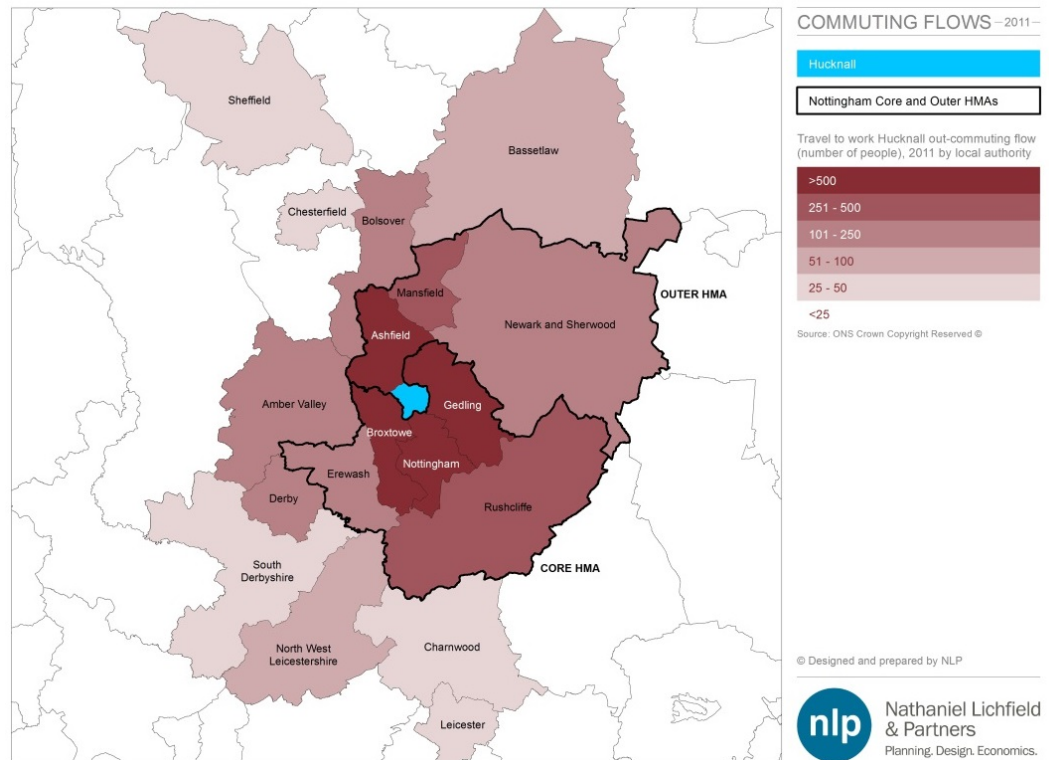 COMMUTING FLOWS – 2011 –
Hucknall
Nottingham Core and Outer HMAs
Travel to work Hucknall out-commuting flow
(number of people), 2011 by local authority
>500
251 - 500
101 - 250
51 - 100
25 - 50
<25
Source: ONS Crown Copyright Reserved ©
Sheffield
Bassetlaw
Chesterfield
Bolsover
Mansfield
OUTER HMA
Newark and Sherwood
Ashfield
Amber Valley
Gedling
Broxtowe
Nottingham
Erewash
Derby
Rushcliffe
South
Derbyshire
CORE HMA
North West
Leicestershire
Charnwood
Leicester
© Designed and prepared by NLP
nlp
Nathaniel Lichfield
& Partners
Planning. Design. Economics.